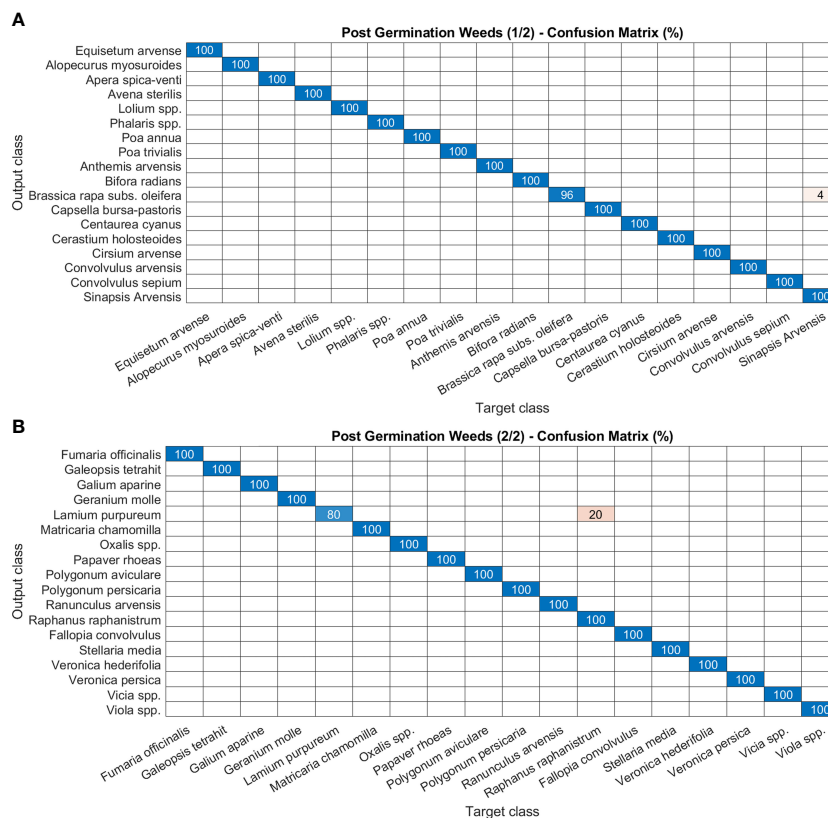 A
Post Germination Weeds (1/2) - Confusion Matrix (%)
Equisetum arvense 100
Alopecurus myosuroides 100
Apera spica-venti 100
Avena sterilis 100
Lolium spp. 100
Phalaris spp. 100
Poa annua 100
Poa trivialis 100
Anthemis arvensis 100
Bifora radians 100
Brassica rapa subs. oleifera 96 4
Capsella bursa-pastoris 100
Centaurea cyanus 100
Cerastium holosteoides 100
Cirsium arvense 100
Convolvulus arvensis 100
Convolvulus sepium 100
Sinapsis Arvensis 100
Output class
Equisetum arvense
Alopecurus myosuroides
Apera spica-venti
Avena sterilis
Lolium spp.
Phalaris spp.
Poa annua
Poa trivialis
Anthemis arvensis
Bifora radians
Brassica rapa subs. oleifera
Capsella bursa-pastoris
Centaurea cyanus
Cerastium holosteoides
Cirsium arvense
Convolvulus arvensis
Convolvulus sepium
Sinapsis Arvensis
Target class
B
Post Germination Weeds (2/2) - Confusion Matrix (%)
Fumaria officinalis 100
Galeopsis tetrahit 100
Galium aparine 100
Geranium molle 100
Lamium purpureum 80 20
Matricaria chamomilla 100
Oxalis spp. 100
Papaver rhoeas 100
Polygonum aviculare 100
Polygonum persicaria 100
Ranunculus arvensis 100
Raphanus raphanistrum 100
Fallopia convolvulus 100
Stellaria media 100
Veronica hederifolia 100
Veronica persica 100
Vicia spp. 100
Viola spp. 100
Output class
Fumaria officinalis
Galeopsis tetrahit
Galium aparine
Geranium molle
Lamium purpureum
Matricaria chamomilla
Oxalis spp.
Papaver rhoeas
Polygonum aviculare
Polygonum persicaria
Ranunculus arvensis
Raphanus raphanistrum
Fallopia convolvulus
Stellaria media
Veronica hederifolia
Veronica persica
Vicia spp.
Viola spp.
Target class